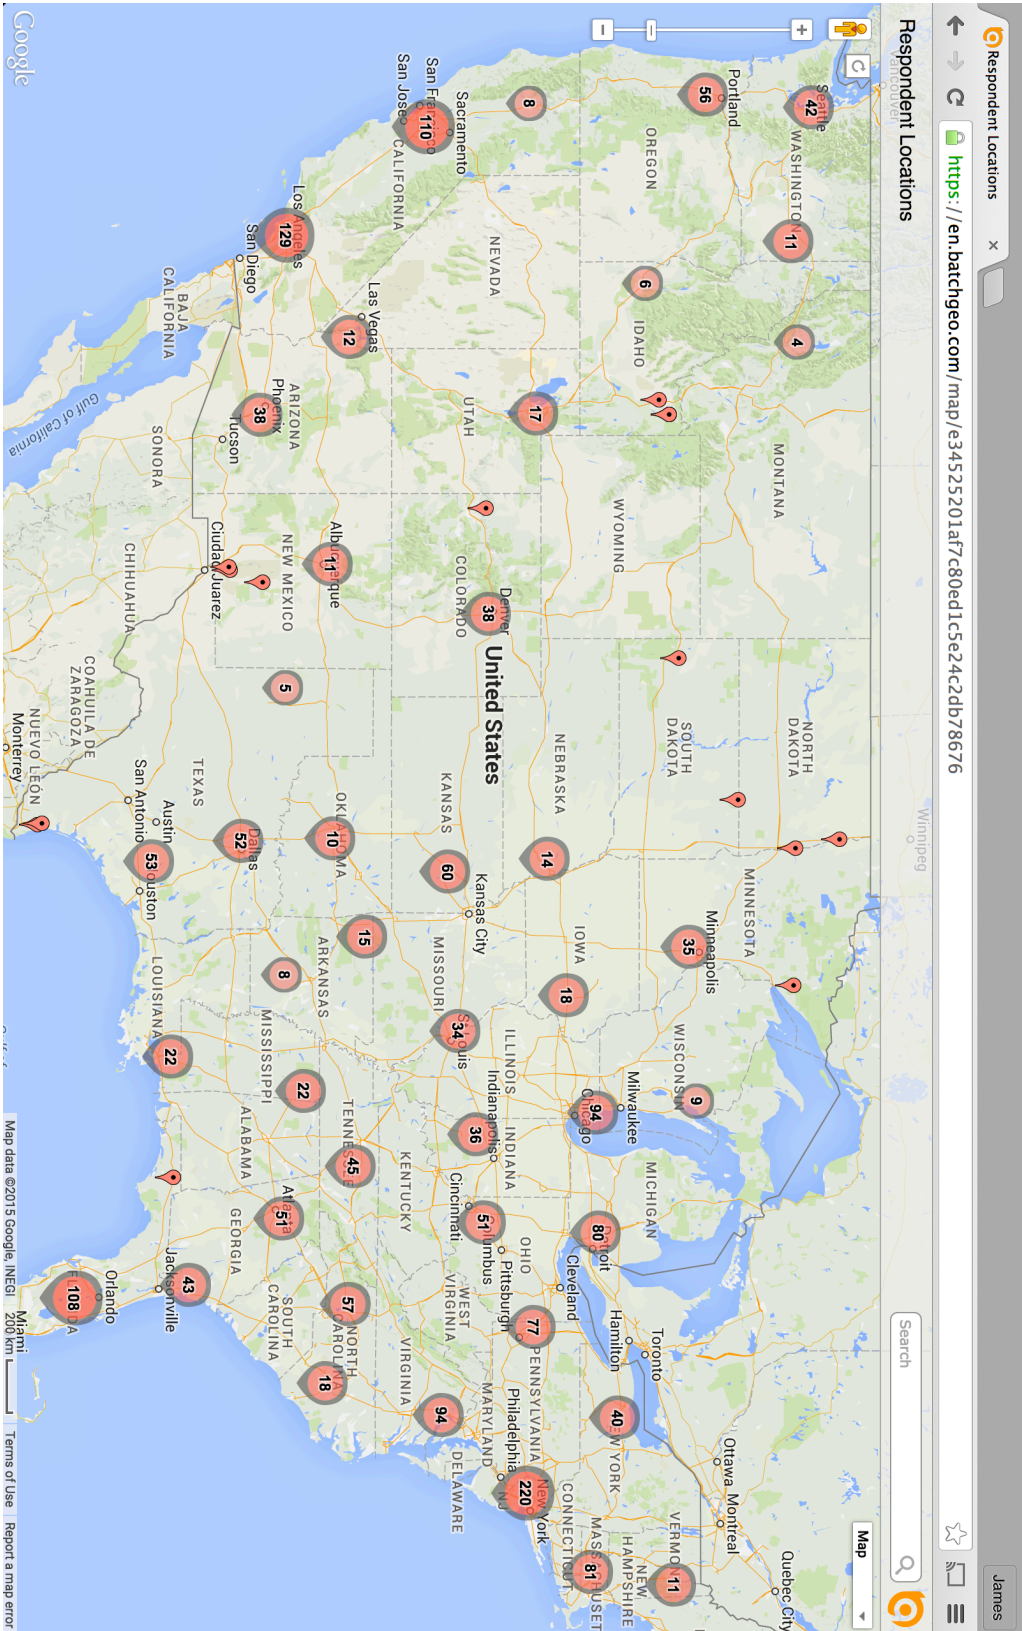 Respondent Locations
James
https://en.batchgeo.com/map/e34525201af7c80ed1c5e24c2db78676
Respondent Locations
Search
Map
Vancouver
Winnipeg
Seattle
42
WASHINGTON
11
4
MONTANA
NORTH
DAKOTA
MINNESOTA
Quebec City
Portland
56
OREGON
6
IDAHO
WYOMING
SOUTH
DAKOTA
Minneapolis
35
WISCONSIN
9
Milwaukee
MICHIGAN
Ottawa
Montreal
VERMONT
11
NEW
HAMPSHIRE
Toronto
Hamilton
40
NEW YORK
8
NEVADA
17
UTAH
NEBRASKA
14
IOWA
18
94
Chicago
80
Detroit
Cleveland
MASSACHUSET
81
CONNECTICUT
Sacramento
San Francisco
110
San Jose
CALIFORNIA
Denver
38
COLORADO
United States
KANSAS
60
Kansas City
MISSOURI
34
St Louis
ILLINOIS
Indianapolis
36
INDIANA
OHIO
51
Columbus
Cincinnati
Pittsburgh
77
PENNSYLVANIA
Philadelphia
New York
220
NJ
MARYLAND
DELAWARE
WEST
VIRGINIA
94
VIRGINIA
KENTUCKY
Las Vegas
12
Los Angeles
129
San Diego
ARIZONA
Phoenix
38
Tucson
Albuquerque
11
NEW MEXICO
5
OKLAHOMA
10
15
ARKANSAS
8
TENNESSEE
45
57
NORTH
CAROLINA
18
SOUTH
CAROLINA
BAJA
CALIFORNIA
Gulf of California
SONORA
Ciudad Juarez
CHIHUAHUA
TEXAS
Dallas
52
MISSISSIPPI
22
ALABAMA
Atlanta
51
GEORGIA
COAHUILA DE
ZARAGOZA
Austin
San Antonio
53
Houston
LOUISIANA
22
43
Jacksonville
NUEVO LEÓN
Monterrey
Orlando
108
FLORIDA
Miami
Google
Map data ©2015 Google, INEGI
200 km
Terms of Use
Report a map error